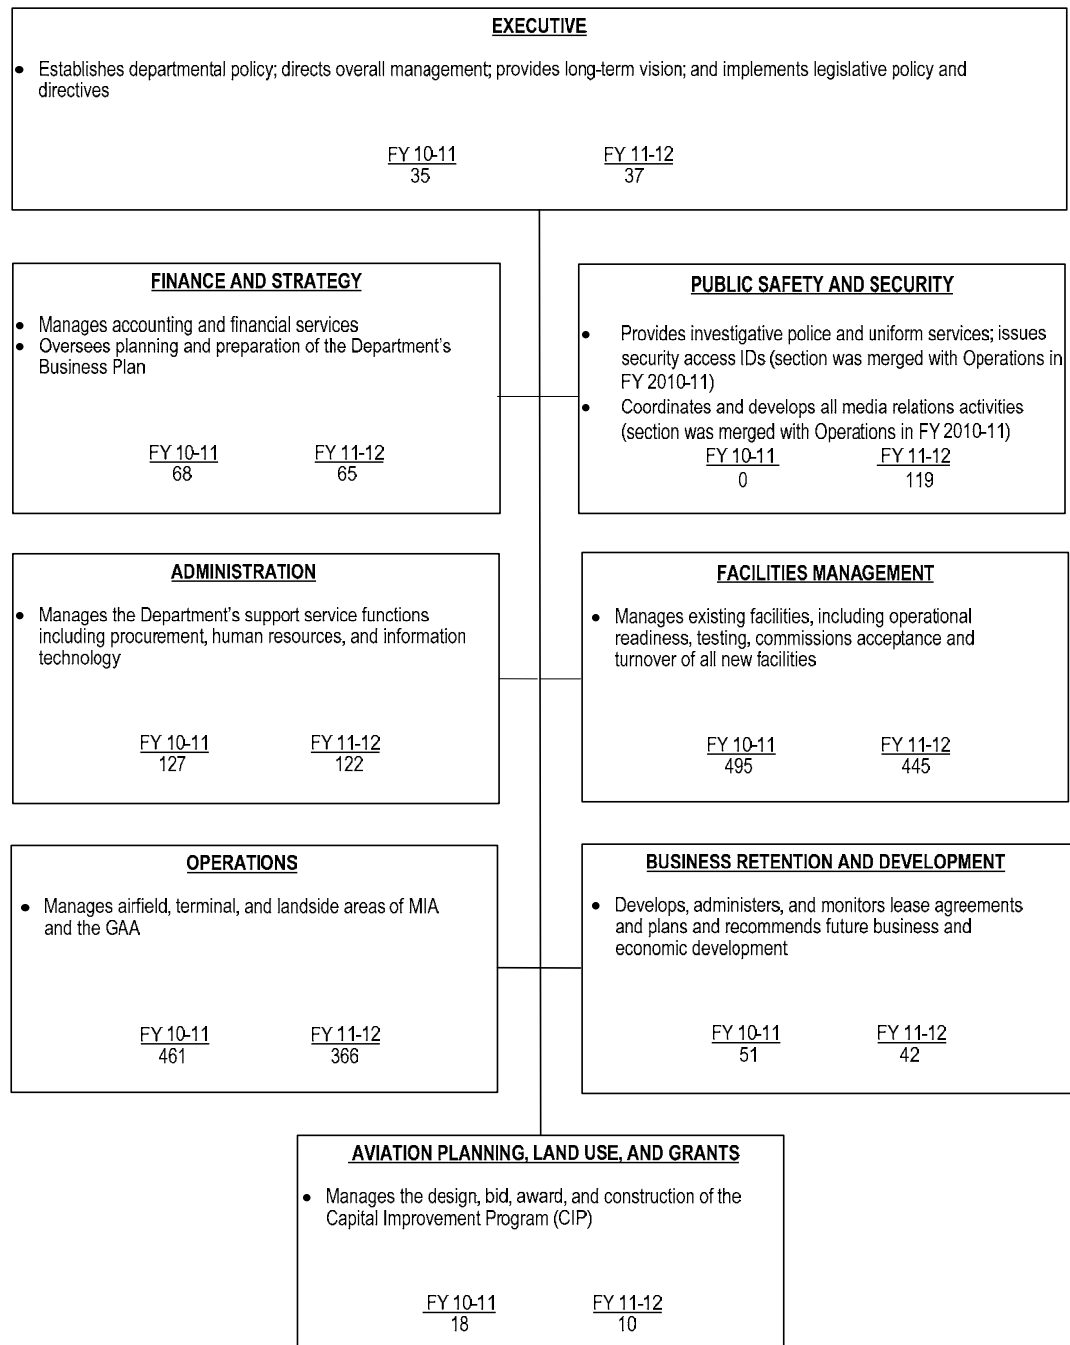 EXECUTIVE
• Establishes departmental policy; directs overall management; provides long-term vision; and implements legislative policy and
directives
FY 10-11 FY 11-12
35 37
FINANCE AND STRATEGY
• Manages accounting and financial services
• Oversees planning and preparation of the Department's
Business Plan
FY 10-11 FY 11-12
68 65
PUBLIC SAFETY AND SECURITY
• Provides investigative police and uniform services; issues
security access IDs (section was merged with Operations in
FY 2010-11)
• Coordinates and develops all media relations activities
(section was merged with Operations in FY 2010-11)
FY 10-11 FY 11-12
0 119
ADMINISTRATION
• Manages the Department's support service functions
including procurement, human resources, and information
technology
FY 10-11 FY 11-12
127 122
FACILITIES MANAGEMENT
• Manages existing facilities, including operational
readiness, testing, commissions acceptance and
turnover of all new facilities
FY 10-11 FY 11-12
495 445
OPERATIONS
• Manages airfield, terminal, and landside areas of MIA
and the GAA
FY 10-11 FY 11-12
461 366
BUSINESS RETENTION AND DEVELOPMENT
• Develops, administers, and monitors lease agreements
and plans and recommends future business and
economic development
FY 10-11 FY 11-12
51 42
AVIATION PLANNING, LAND USE, AND GRANTS
• Manages the design, bid, award, and construction of the
Capital Improvement Program (CIP)
FY 10-11 FY 11-12
18 10